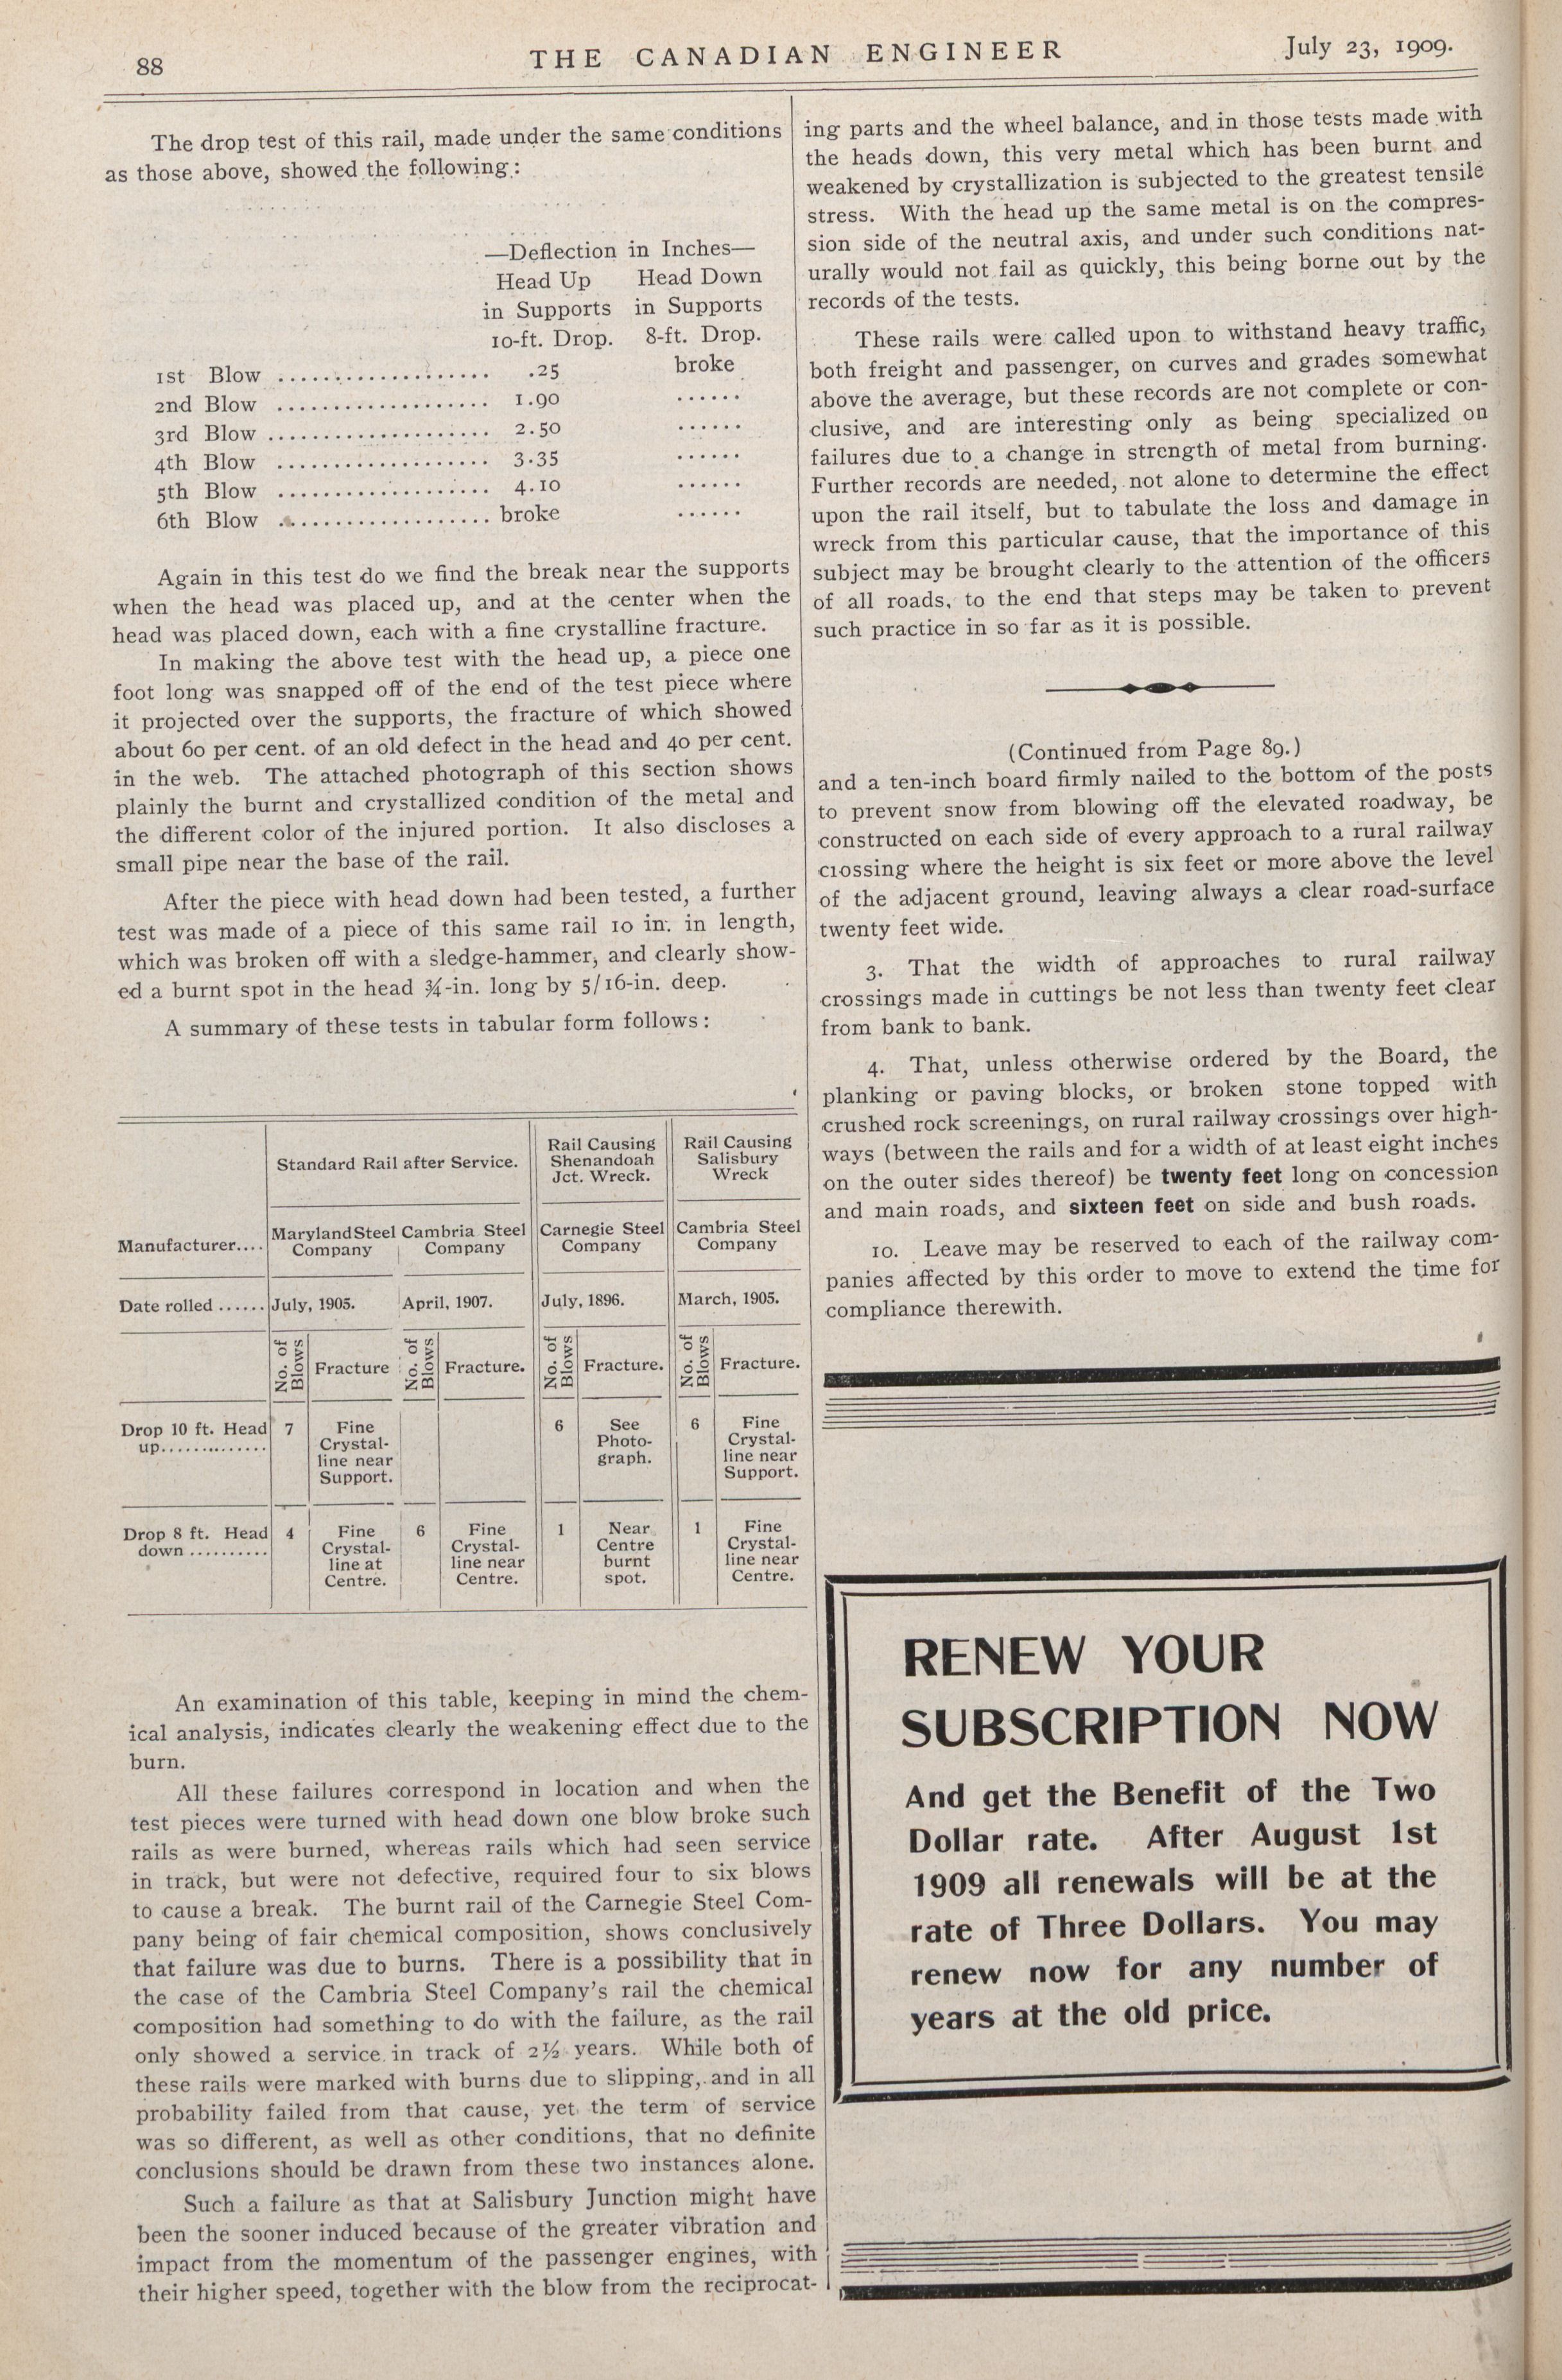 88
THE CANADIAN ENGINEER
July 23, 1909.
The drop test of this rail, made under the same conditions
as those above, showed the following:
—Deflection in Inches—
Head Up Head Down
in Supports in Supports
10-ft. Drop. 8-ft. Drop.
1st Blow ................... .25 broke
2nd Blow ................... 1.90 ......
3rd Blow .................... 2.50 ......
4th Blow ................... 3.35 ......
5th Blow ................... 4.10 ......
6th Blow ................... broke ......
Again in this test do we find the break near the supports
when the head was placed up, and at the center when the
head was placed down, each with a fine crystalline fracture.
In making the above test with the head up, a piece one
foot long was snapped off of the end of the test piece where
it projected over the supports, the fracture of which showed
about 60 per cent. of an old defect in the head and 40 per cent.
in the web. The attached photograph of this section shows
plainly the burnt and crystallized condition of the metal and
the different color of the injured portion. It also discloses a
small pipe near the base of the rail.
After the piece with head down had been tested, a further
test was made of a piece of this same rail 10 in. in length,
which was broken off with a sledge-hammer, and clearly show-
ed a burnt spot in the head ¾-in. long by 5/16-in. deep.
A summary of these tests in tabular form follows:
Standard Rail after Service. Rail Causing Shenandoah Jct. Wreck. Rail Causing Salisbury Wreck
Manufacturer.... Maryland Steel Company Cambria Steel Company Carnegie Steel Company Cambria Steel Company
Date rolled ...... July, 1905. April, 1907. July, 1896. March, 1905.
No. of Blows Fracture No. of Blows Fracture. No. of Blows Fracture. No. of Blows Fracture.
Drop 10 ft. Head up............. 7 Fine Crystal-line near Support. 6 See Photo-graph. 6 Fine Crystal-line near Support.
Drop 8 ft. Head down .......... 4 Fine Crystal-line at Centre. 6 Fine Crystal-line near Centre. 1 Near Centre burnt spot. 1 Fine Crystal-line near Centre.
An examination of this table, keeping in mind the chem-
ical analysis, indicates clearly the weakening effect due to the
burn.
All these failures correspond in location and when the
test pieces were turned with head down one blow broke such
rails as were burned, whereas rails which had seen service
in track, but were not defective, required four to six blows
to cause a break. The burnt rail of the Carnegie Steel Com-
pany being of fair chemical composition, shows conclusively
that failure was due to burns. There is a possibility that in
the case of the Cambria Steel Company's rail the chemical
composition had something to do with the failure, as the rail
only showed a service in track of 2½ years. While both of
these rails were marked with burns due to slipping, and in all
probability failed from that cause, yet the term of service
was so different, as well as other conditions, that no definite
conclusions should be drawn from these two instances alone.
Such a failure as that at Salisbury Junction might have
been the sooner induced because of the greater vibration and
impact from the momentum of the passenger engines, with
their higher speed, together with the blow from the reciprocat-
ing parts and the wheel balance, and in those tests made with
the heads down, this very metal which has been burnt and
weakened by crystallization is subjected to the greatest tensile
stress. With the head up the same metal is on the compres-
sion side of the neutral axis, and under such conditions nat-
urally would not fail as quickly, this being borne out by the
records of the tests.
These rails were called upon to withstand heavy traffic,
both freight and passenger, on curves and grades somewhat
above the average, but these records are not complete or con-
clusive, and are interesting only as being specialized on
failures due to a change in strength of metal from burning.
Further records are needed, not alone to determine the effect
upon the rail itself, but to tabulate the loss and damage in
wreck from this particular cause, that the importance of this
subject may be brought clearly to the attention of the officers
of all roads, to the end that steps may be taken to prevent
such practice in so far as it is possible.
(Continued from Page 89.)
and a ten-inch board firmly nailed to the bottom of the posts
to prevent snow from blowing off the elevated roadway, be
constructed on each side of every approach to a rural railway
crossing where the height is six feet or more above the level
of the adjacent ground, leaving always a clear road-surface
twenty feet wide.
3. That the width of approaches to rural railway
crossings made in cuttings be not less than twenty feet clear
from bank to bank.
4. That, unless otherwise ordered by the Board, the
planking or paving blocks, or broken stone topped with
crushed rock screenings, on rural railway crossings over high-
ways (between the rails and for a width of at least eight inches
on the outer sides thereof) be twenty feet long on concession
and main roads, and sixteen feet on side and bush roads.
10. Leave may be reserved to each of the railway com-
panies affected by this order to move to extend the time for
compliance therewith.
RENEW YOUR
SUBSCRIPTION NOW
And get the Benefit of the Two
Dollar rate. After August 1st
1909 all renewals will be at the
rate of Three Dollars. You may
renew now for any number of
years at the old price.